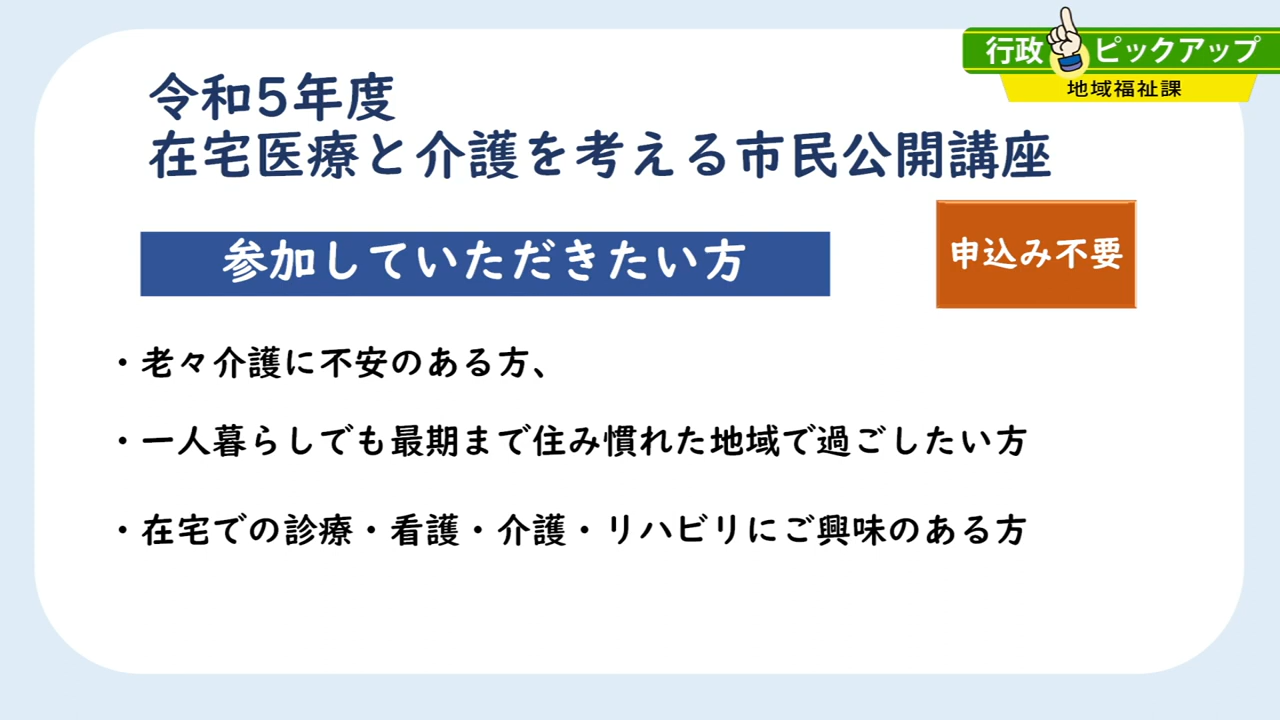 行政ピックアップ
地域福祉課
令和5年度
在宅医療と介護を考える市民公開講座
参加していただきたい方
申込み不要
・老々介護に不安のある方、
・一人暮らしでも最期まで住み慣れた地域で過ごしたい方
・在宅での診療・看護・介護・リハビリにご興味のある方